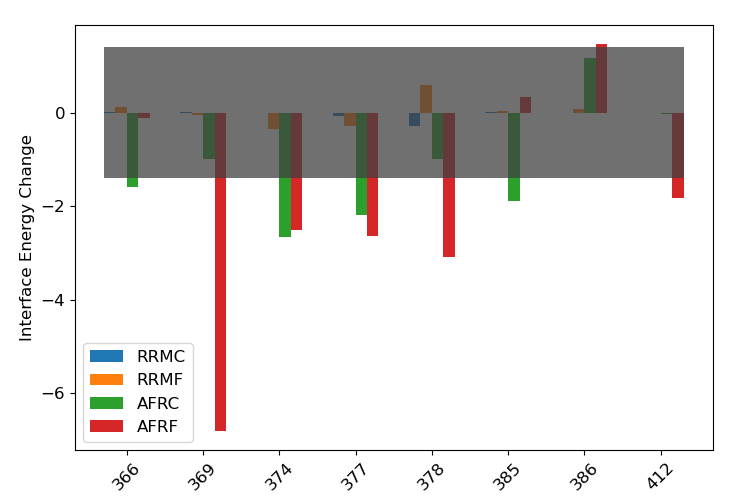 Interface Energy Change
0
−2
−4
−6
RRMC
RRMF
AFRC
AFRF
366
369
374
377
378
385
386
412